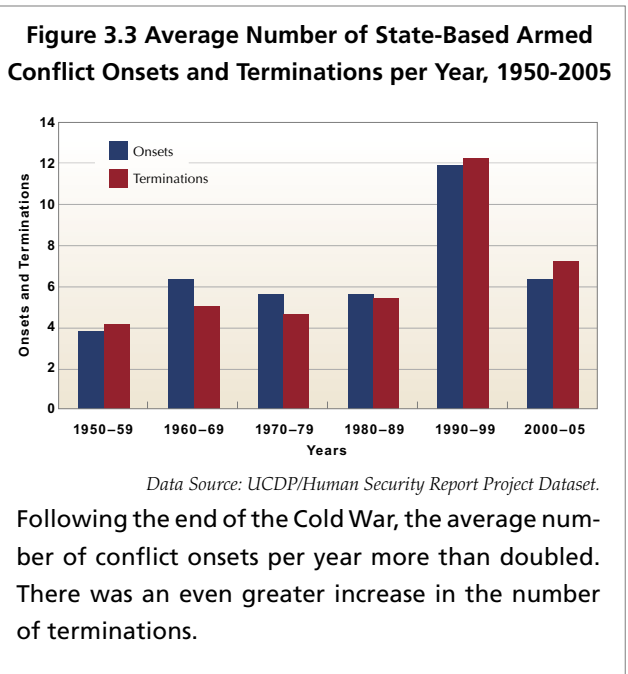 Figure 3.3 Average Number of State-Based Armed
Conflict Onsets and Terminations per Year, 1950-2005
14
12
10
8
6
4
2
0
Onsets and Terminations
Onsets
Terminations
1950–59 1960–69 1970–79 1980–89 1990–99 2000–05
Years
Data Source: UCDP/Human Security Report Project Dataset.
Following the end of the Cold War, the average num-
ber of conflict onsets per year more than doubled.
There was an even greater increase in the number
of terminations.